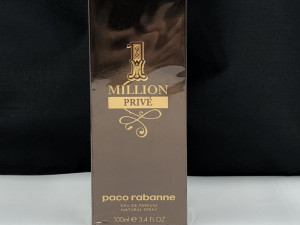 1
MILLION
PRIVÉ
paco rabanne
EAU DE PARFUM
NATURAL SPRAY
100ml e 3.4 fl OZ